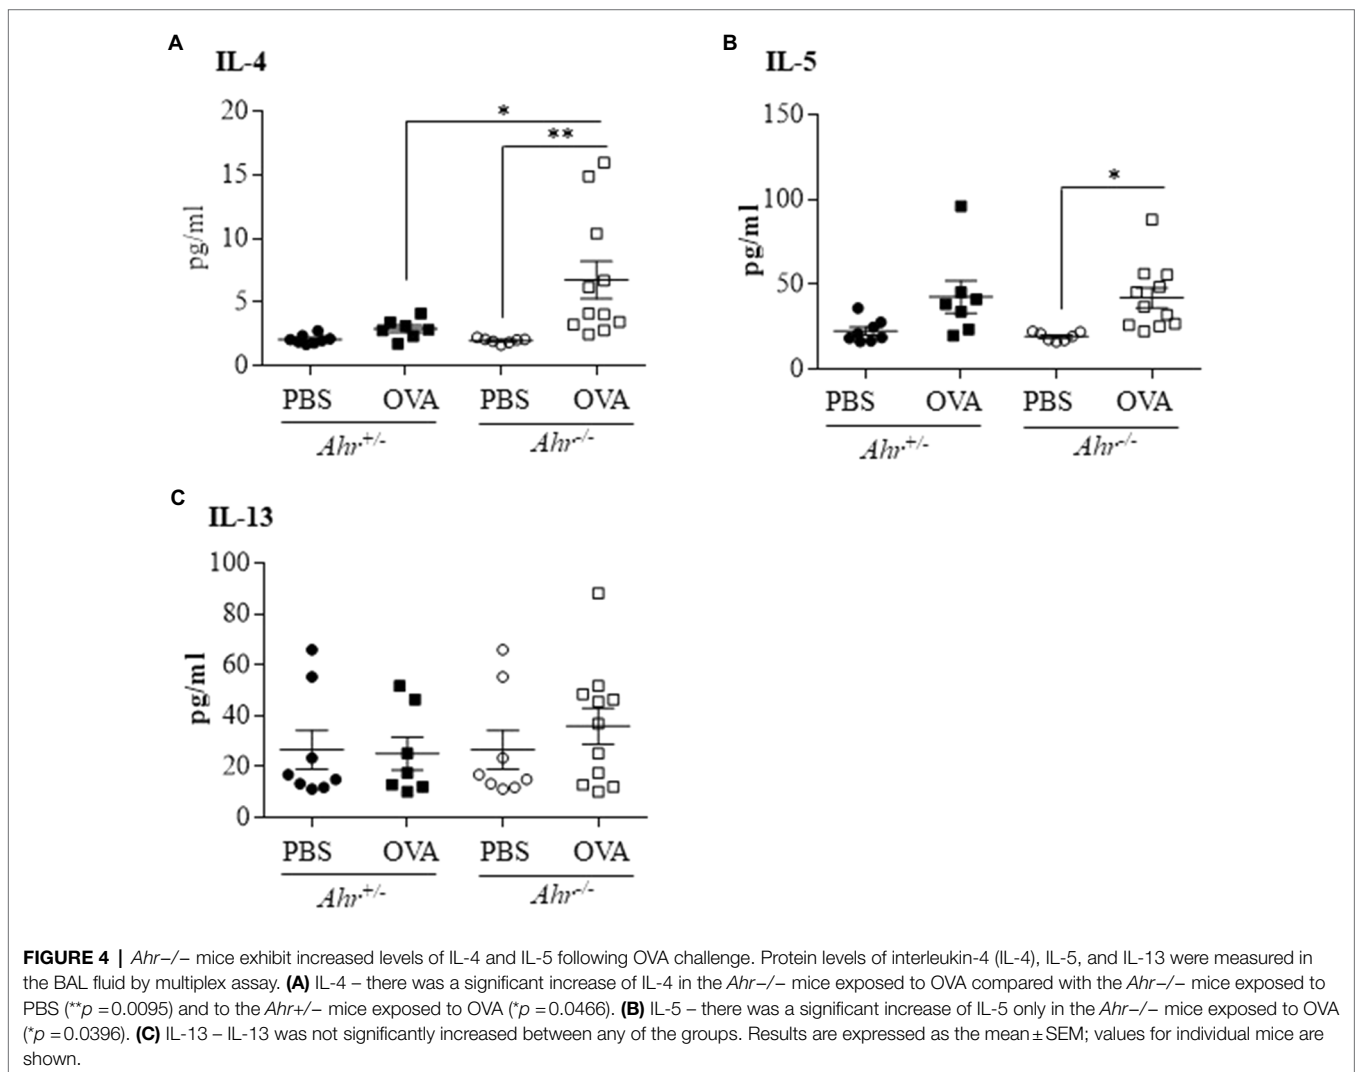 A
IL-4
20
15
10
5
0
pg/ml
*
**
PBS OVA PBS OVA
Ahr+/- Ahr-/-
B
IL-5
150
100
50
0
pg/ml
*
PBS OVA PBS OVA
Ahr+/- Ahr-/-
C
IL-13
100
80
60
40
20
0
pg/ml
PBS OVA PBS OVA
Ahr+/- Ahr-/-
FIGURE 4 | Ahr−/− mice exhibit increased levels of IL-4 and IL-5 following OVA challenge. Protein levels of interleukin-4 (IL-4), IL-5, and IL-13 were measured in
the BAL fluid by multiplex assay. (A) IL-4 – there was a significant increase of IL-4 in the Ahr−/− mice exposed to OVA compared with the Ahr−/− mice exposed to
PBS (**p = 0.0095) and to the Ahr+/− mice exposed to OVA (*p = 0.0466). (B) IL-5 – there was a significant increase of IL-5 only in the Ahr−/− mice exposed to OVA
(*p = 0.0396). (C) IL-13 – IL-13 was not significantly increased between any of the groups. Results are expressed as the mean ± SEM; values for individual mice are
shown.